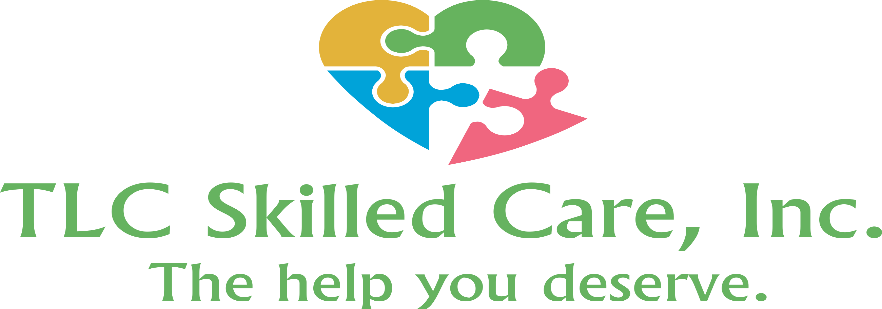 TLC Skilled Care, Inc.
The help you deserve.